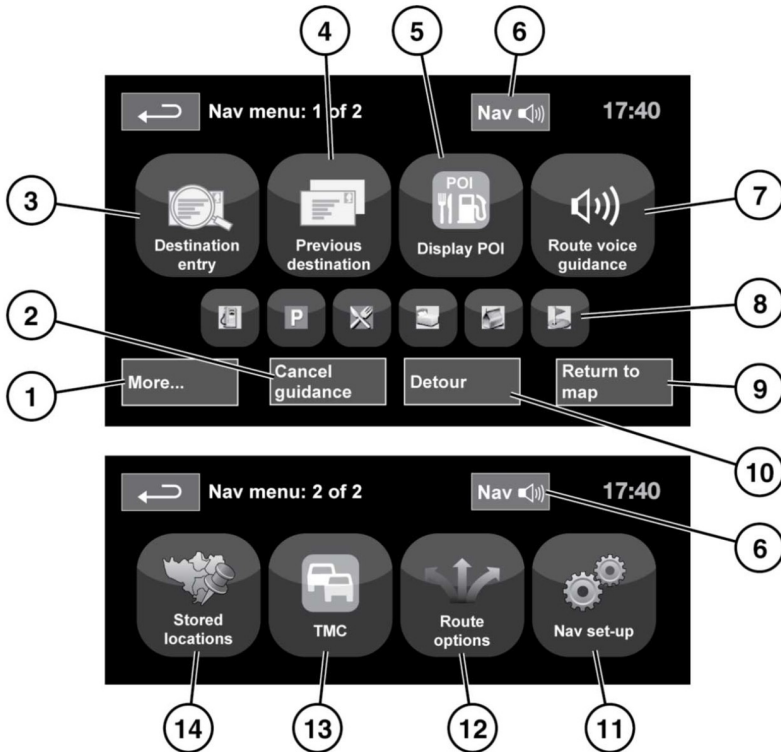 4
5
6
Nav menu: 1 of 2
Nav
17:40
3
POI
7
Destination
entry
Previous
destination
Display POI
Route voice
guidance
2
P
8
1
More...
Cancel
guidance
Detour
Return to
map
9
10
Nav menu: 2 of 2
Nav
17:40
6
Stored
locations
TMC
Route
options
Nav set-up
14
13
12
11